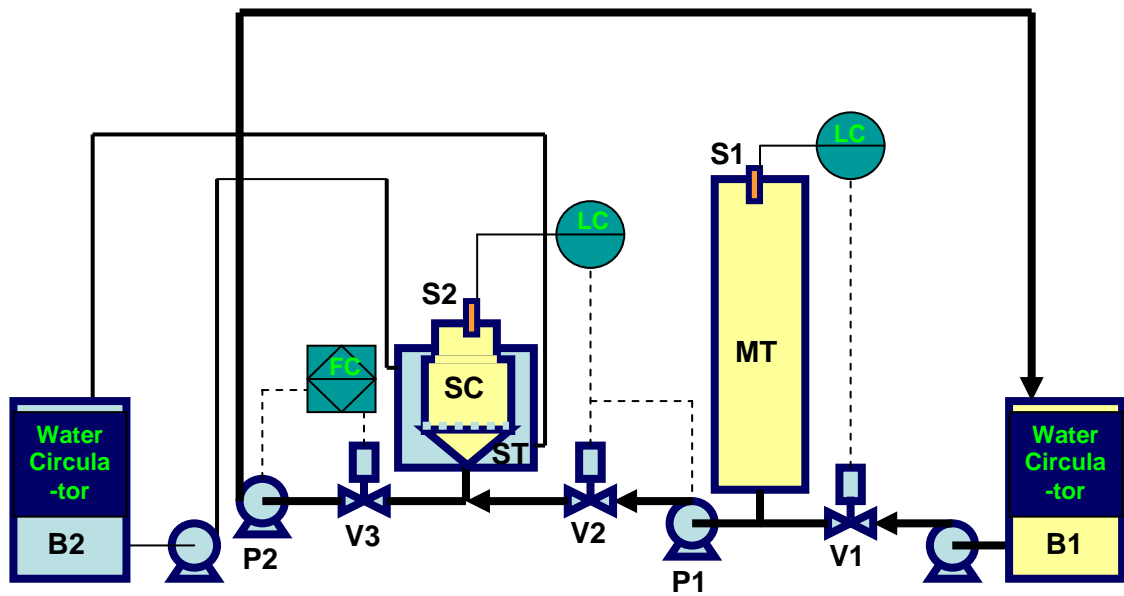 S1
LC
LC
S2
FC
SC
MT
ST
Water
Circula
-tor
Water
Circula
-tor
B2
P2
V3
V2
P1
V1
B1